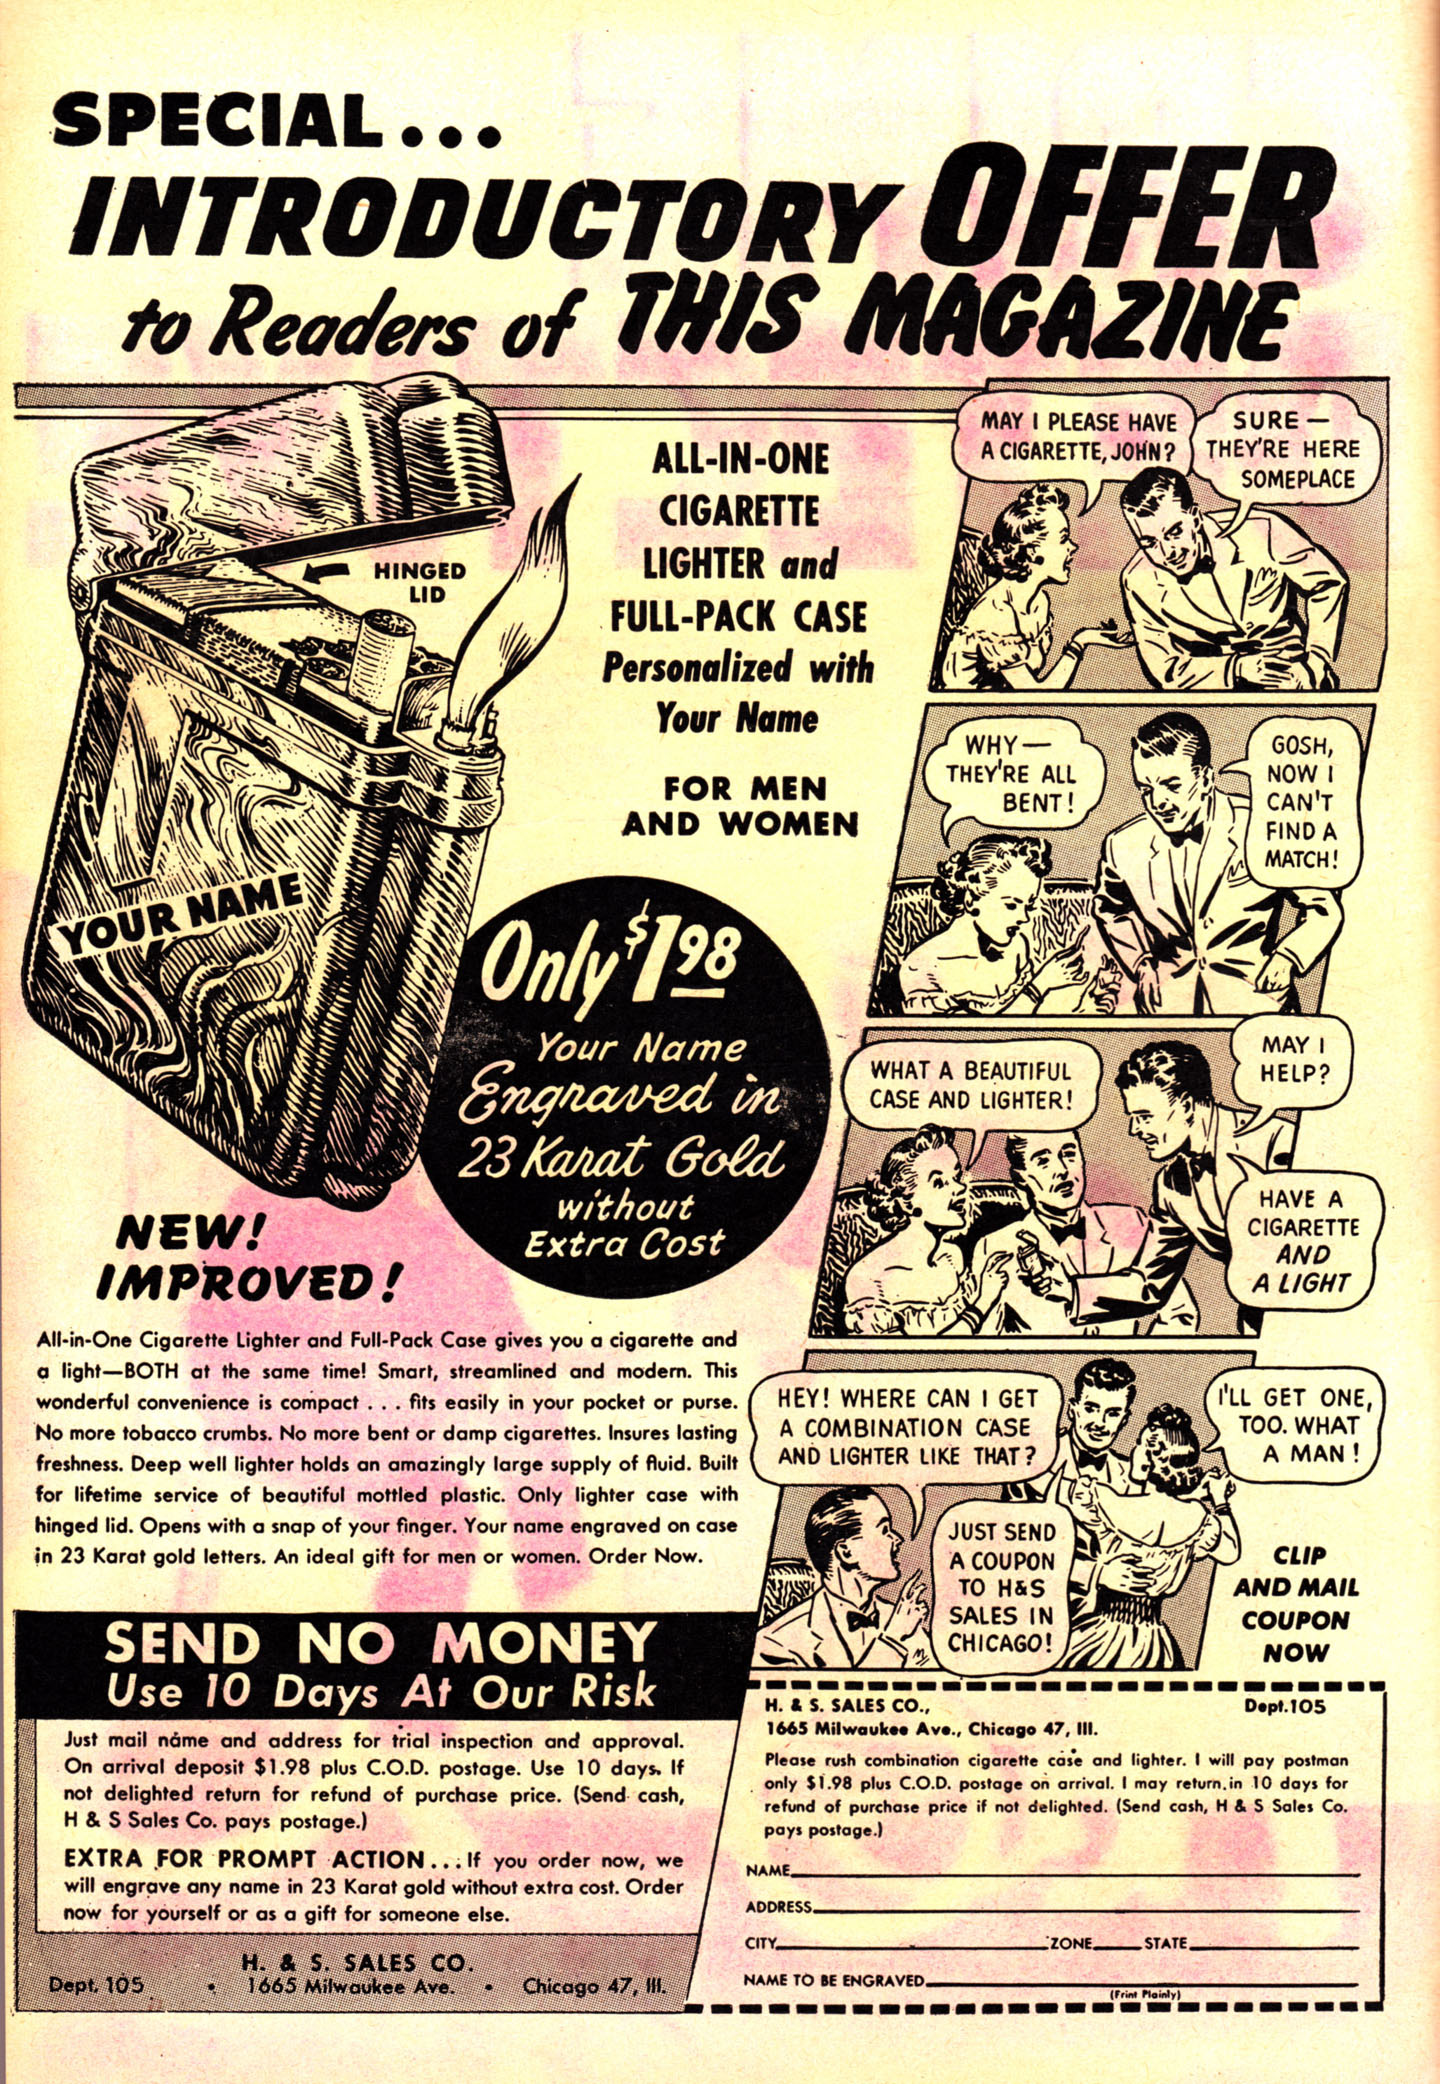 SPECIAL...
INTRODUCTORY OFFER
to Readers of THIS MAGAZINE
HINGED
LID
YOUR NAME
ALL-IN-ONE
CIGARETTE
LIGHTER and
FULL-PACK CASE
Personalized with
Your Name
FOR MEN
AND WOMEN
Only $1.98
Your Name
Engraved in
23 Karat Gold
without
Extra Cost
MAY I PLEASE HAVE
A CIGARETTE, JOHN?
SURE —
THEY'RE HERE
SOMEPLACE
WHY —
THEY'RE ALL
BENT!
GOSH,
NOW I
CAN'T
FIND A
MATCH!
WHAT A BEAUTIFUL
CASE AND LIGHTER!
MAY I
HELP?
HAVE A
CIGARETTE
AND
A LIGHT
HEY! WHERE CAN I GET
A COMBINATION CASE
AND LIGHTER LIKE THAT?
JUST SEND
A COUPON
TO H&S
SALES IN
CHICAGO!
I'LL GET ONE,
TOO. WHAT
A MAN!
CLIP
AND MAIL
COUPON
NOW
NEW!
IMPROVED!
All-in-One Cigarette Lighter and Full-Pack Case gives you a cigarette and
a light—BOTH at the same time! Smart, streamlined and modern. This
wonderful convenience is compact . . . fits easily in your pocket or purse.
No more tobacco crumbs. No more bent or damp cigarettes. Insures lasting
freshness. Deep well lighter holds an amazingly large supply of fluid. Built
for lifetime service of beautiful mottled plastic. Only lighter case with
hinged lid. Opens with a snap of your finger. Your name engraved on case
in 23 Karat gold letters. An ideal gift for men or women. Order Now.
SEND NO MONEY
Use 10 Days At Our Risk
Just mail name and address for trial inspection and approval.
On arrival deposit $1.98 plus C.O.D. postage. Use 10 days. If
not delighted return for refund of purchase price. (Send cash,
H & S Sales Co. pays postage.)
EXTRA FOR PROMPT ACTION...If you order now, we
will engrave any name in 23 Karat gold without extra cost. Order
now for yourself or as a gift for someone else.
H. & S. SALES CO.
Dept. 105 • 1665 Milwaukee Ave. • Chicago 47, Ill.
H. & S. SALES CO., Dept.105
1665 Milwaukee Ave., Chicago 47, Ill.
Please rush combination cigarette case and lighter. I will pay postman
only $1.98 plus C.O.D. postage on arrival. I may return in 10 days for
refund of purchase price if not delighted. (Send cash, H & S Sales Co.
pays postage.)
NAME
ADDRESS
CITY ZONE STATE
NAME TO BE ENGRAVED
(Print Plainly)